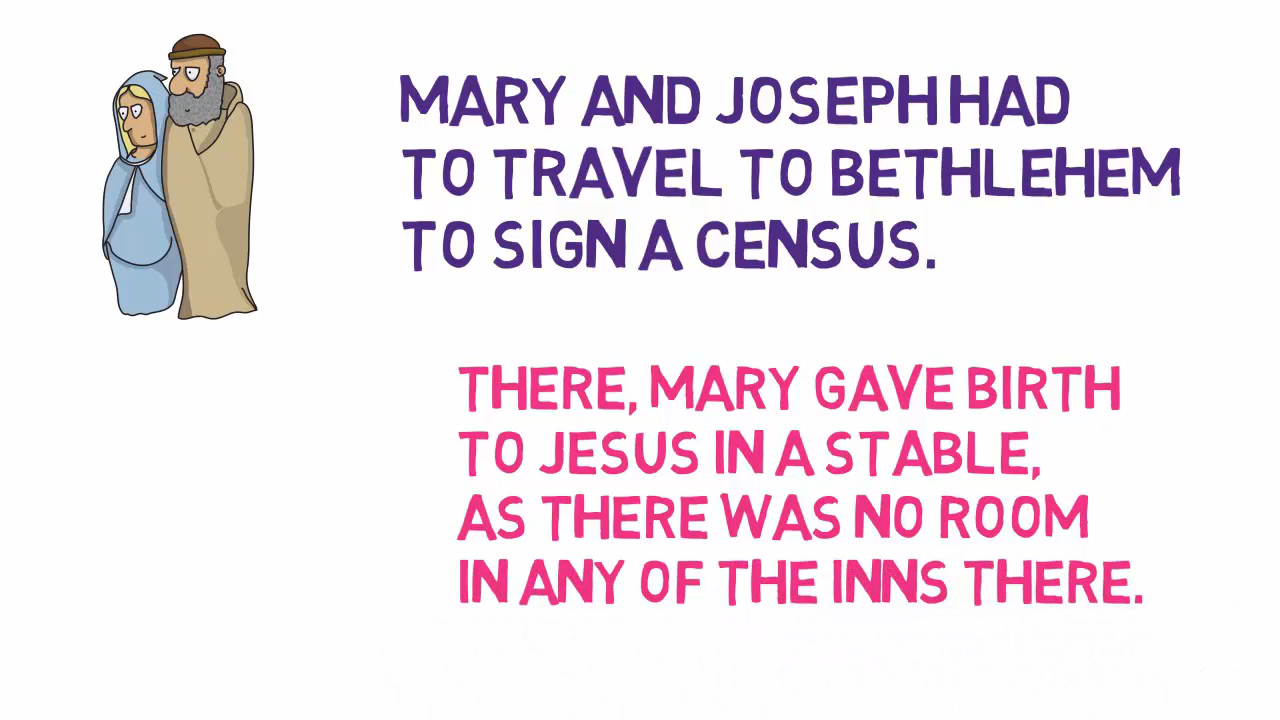 MARY AND JOSEPH HAD
TO TRAVEL TO BETHLEHEM
TO SIGN A CENSUS.
THERE, MARY GAVE BIRTH
TO JESUS IN A STABLE,
AS THERE WAS NO ROOM
IN ANY OF THE INNS THERE.